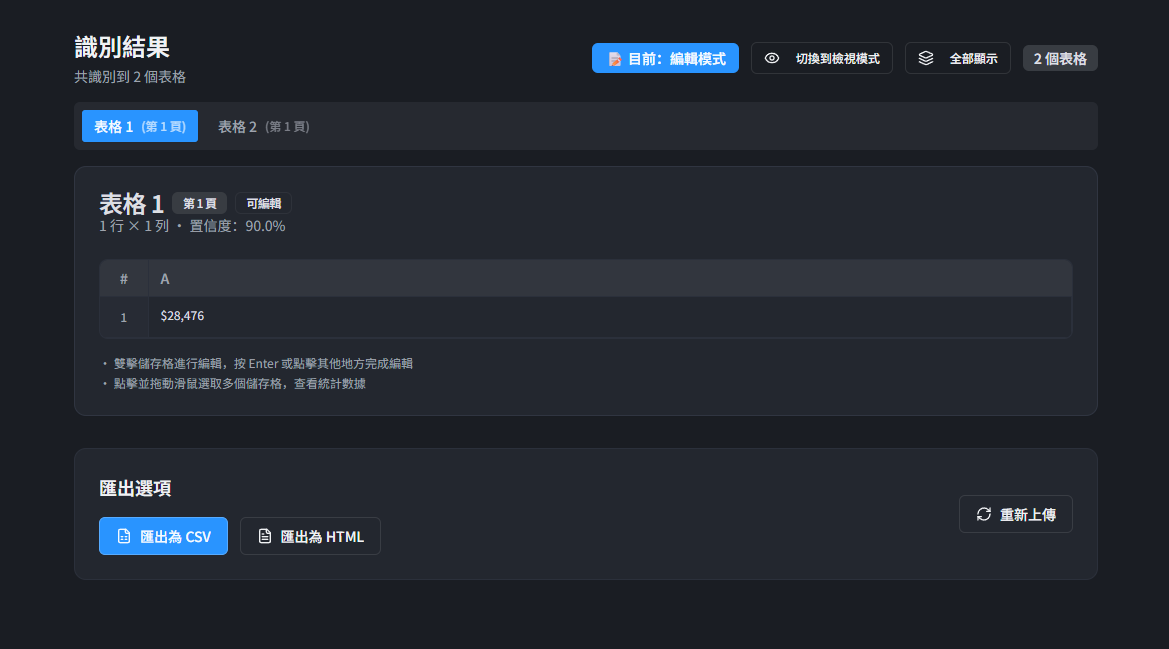 識別結果
共識別到 2 個表格
目前：編輯模式
切換到檢視模式
全部顯示
2 個表格
表格 1 (第 1 頁)
表格 2 (第 1 頁)
表格 1 第 1 頁 可編輯
1 行 × 1 列 • 置信度：90.0%
# A
1 $28,476
• 雙擊儲存格進行編輯，按 Enter 或點擊其他地方完成編輯
• 點擊並拖動滑鼠選取多個儲存格，查看統計數據
匯出選項
匯出為 CSV
匯出為 HTML
重新上傳